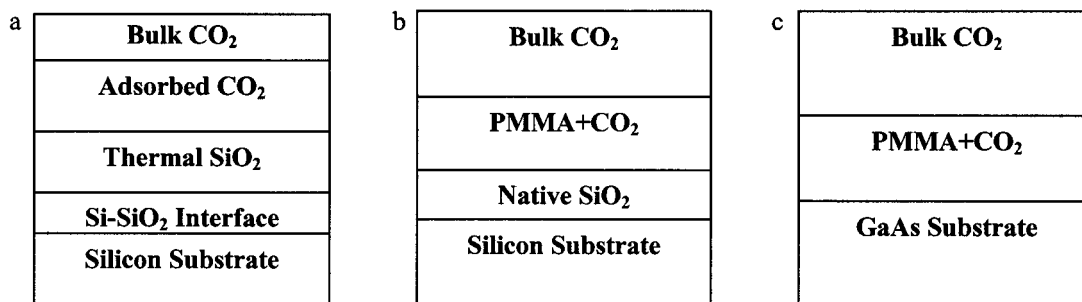 a
Bulk CO₂
Adsorbed CO₂
Thermal SiO₂
Si-SiO₂ Interface
Silicon Substrate
b
Bulk CO₂
PMMA+CO₂
Native SiO₂
Silicon Substrate
c
Bulk CO₂
PMMA+CO₂
GaAs Substrate